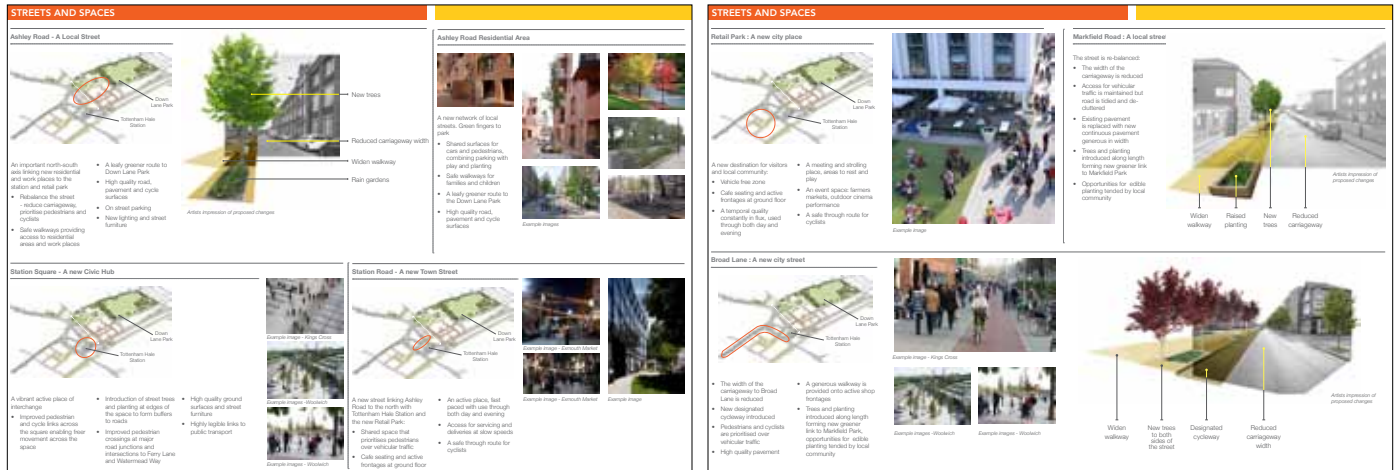 STREETS AND SPACES
Ashley Road - A Local Street
Down
Lane Park
Tottenham Hale
Station
An important north-south
axis linking new residential
and work places to the
station and retail park
• Rebalance the street
- reduce carriageway,
prioritise pedestrians and
cyclists
• Safe walkways providing
access to residential
areas and work places
• A leafy greener route to
Down Lane Park
• High quality road,
pavement and cycle
surfaces
• On street parking
• New lighting and street
furniture
New trees
Reduced carriageway width
Widen walkway
Rain gardens
Artists impression of proposed changes
Ashley Road Residential Area
A new network of local
streets. Green fingers to
park
• Shared surfaces for
cars and pedestrians,
combining parking with
play and planting
• Safe walkways for
families and children
• A leafy greener route to
the Down Lane Park
• High quality road,
pavement and cycle
surfaces
Example images
Station Square - A new Civic Hub
Down
Lane Park
Tottenham Hale
Station
A vibrant active place of
interchange
• Improved pedestrian
and cycle links across
the square enabling freer
movement across the
space
• Introduction of street trees
and planting at edges of
the space to form buffers
to roads
• Improved pedestrian
crossings at major
road junctions and
intersections to Ferry Lane
and Watermead Way
• High quality ground
surfaces and street
furniture
• Highly legible links to
public transport
Example image - Kings Cross
Example images -Woolwich
Example images - Woolwich
Station Road - A new Town Street
Down
Lane Park
Tottenham Hale
Station
A new street linking Ashley
Road to the north with
Tottenham Hale Station and
the new Retail Park:
• Shared space that
prioritises pedestrians
over vehicular traffic
• Cafe seating and active
frontages at ground floor
• An active place, fast
paced with use through
both day and evening
• Access for servicing and
deliveries at slow speeds
• A safe through route for
cyclists
Example image - Exmouth Market
Example image - Exmouth Market
Example image
STREETS AND SPACES
Retail Park : A new city place
Down
Lane Park
Tottenham Hale
Station
A new destination for visitors
and local community:
• Vehicle free zone
• Cafe seating and active
frontages at ground floor
• A temporal quality
constantly in flux, used
through both day and
evening
• A meeting and strolling
place, areas to rest and
play
• An event space: farmers
markets, outdoor cinema
performance
• A safe through route for
cyclists
Example image
Markfield Road : A local stree
The street is re-balanced:
• The width of the
carriageway is reduced
• Access for vehicular
traffic is maintained but
road is tidied and de-
cluttered
• Existing pavement
is replaced with new
continuous pavement
generous in width
• Trees and planting
introduced along length
forming new greener link
to Markfield Park
• Opportunities for edible
planting tended by local
community
Artists impression of
proposed changes
Widen
walkway
Raised
planting
New
trees
Reduced
carriageway
Broad Lane : A new city street
Down
Lane Park
Tottenham Hale
Station
• The width of the
carriageway to Broad
Lane is reduced
• New designated
cycleway introduced
• Pedestrians and cyclists
are prioritised over
vehicular traffic
• High quality pavement
• A generous walkway is
provided onto active shop
frontages
• Trees and planting
introduced along length
forming new greener
link to Markfield Park,
opportunities for edible
planting tended by local
community
Example image - Kings Cross
Example images -Woolwich
Example images -Woolwich
Artists impression of
proposed changes
Widen
walkway
New trees
to both
sides of
the street
Designated
cycleway
Reduced
carriageway
width